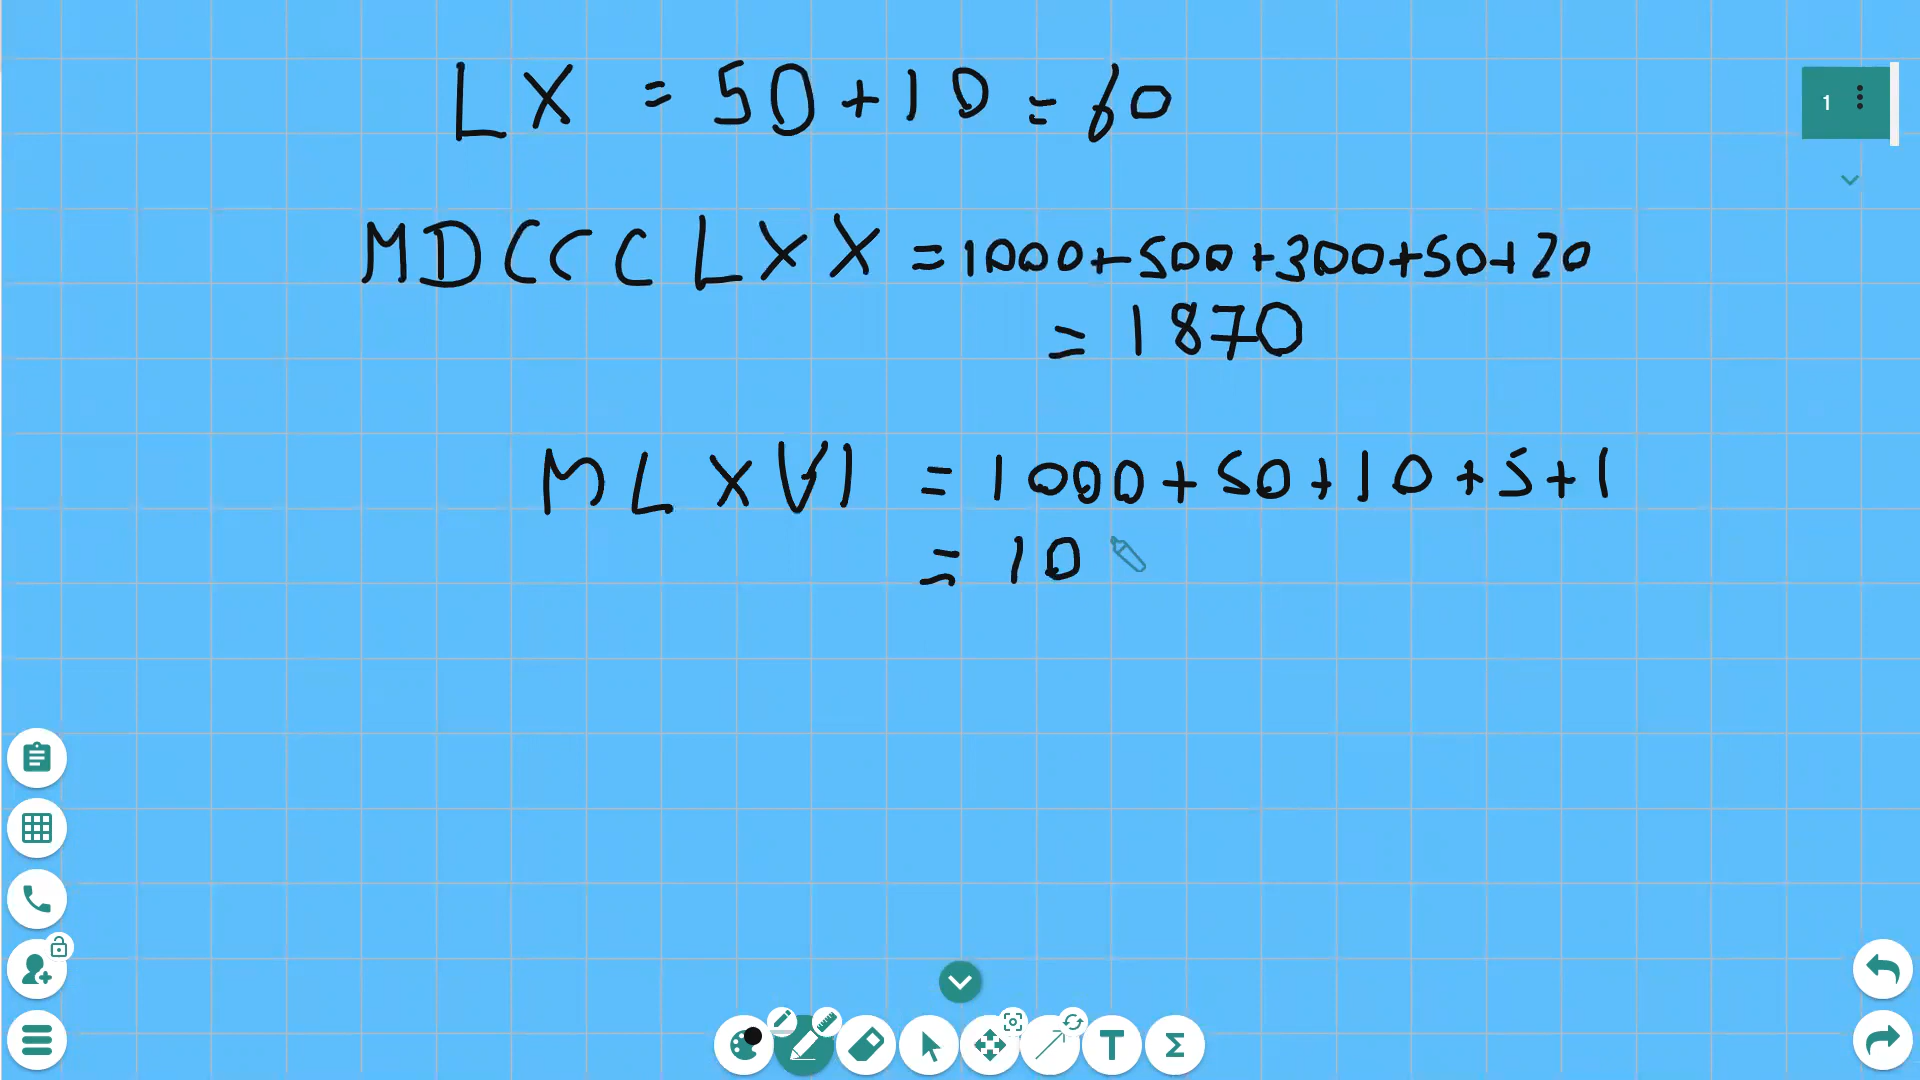 LX = 50+10 = 60
1
MDCCCLXX = 1000+500+300+50+20
= 1870
MLXVI = 1000+50+10+5+1
= 10
T
Σ